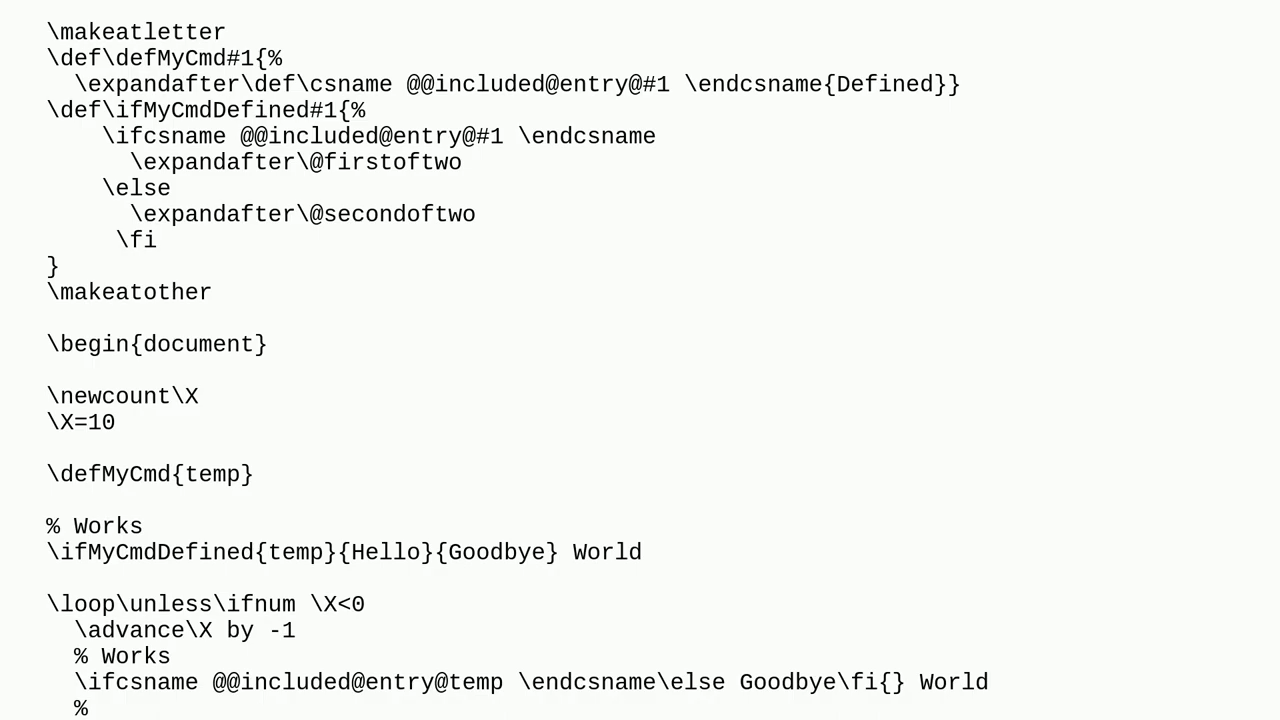 \makeatletter
\def\defMyCmd#1{%
  \expandafter\def\csname @@included@entry@#1 \endcsname{Defined}}
\def\ifMyCmdDefined#1{%
    \ifcsname @@included@entry@#1 \endcsname
      \expandafter\@firstoftwo
    \else
      \expandafter\@secondoftwo
     \fi
}
\makeatother

\begin{document}

\newcount\X
\X=10

\defMyCmd{temp}

% Works
\ifMyCmdDefined{temp}{Hello}{Goodbye} World

\loop\unless\ifnum \X<0
  \advance\X by -1
  % Works
  \ifcsname @@included@entry@temp \endcsname\else Goodbye\fi{} World
  %